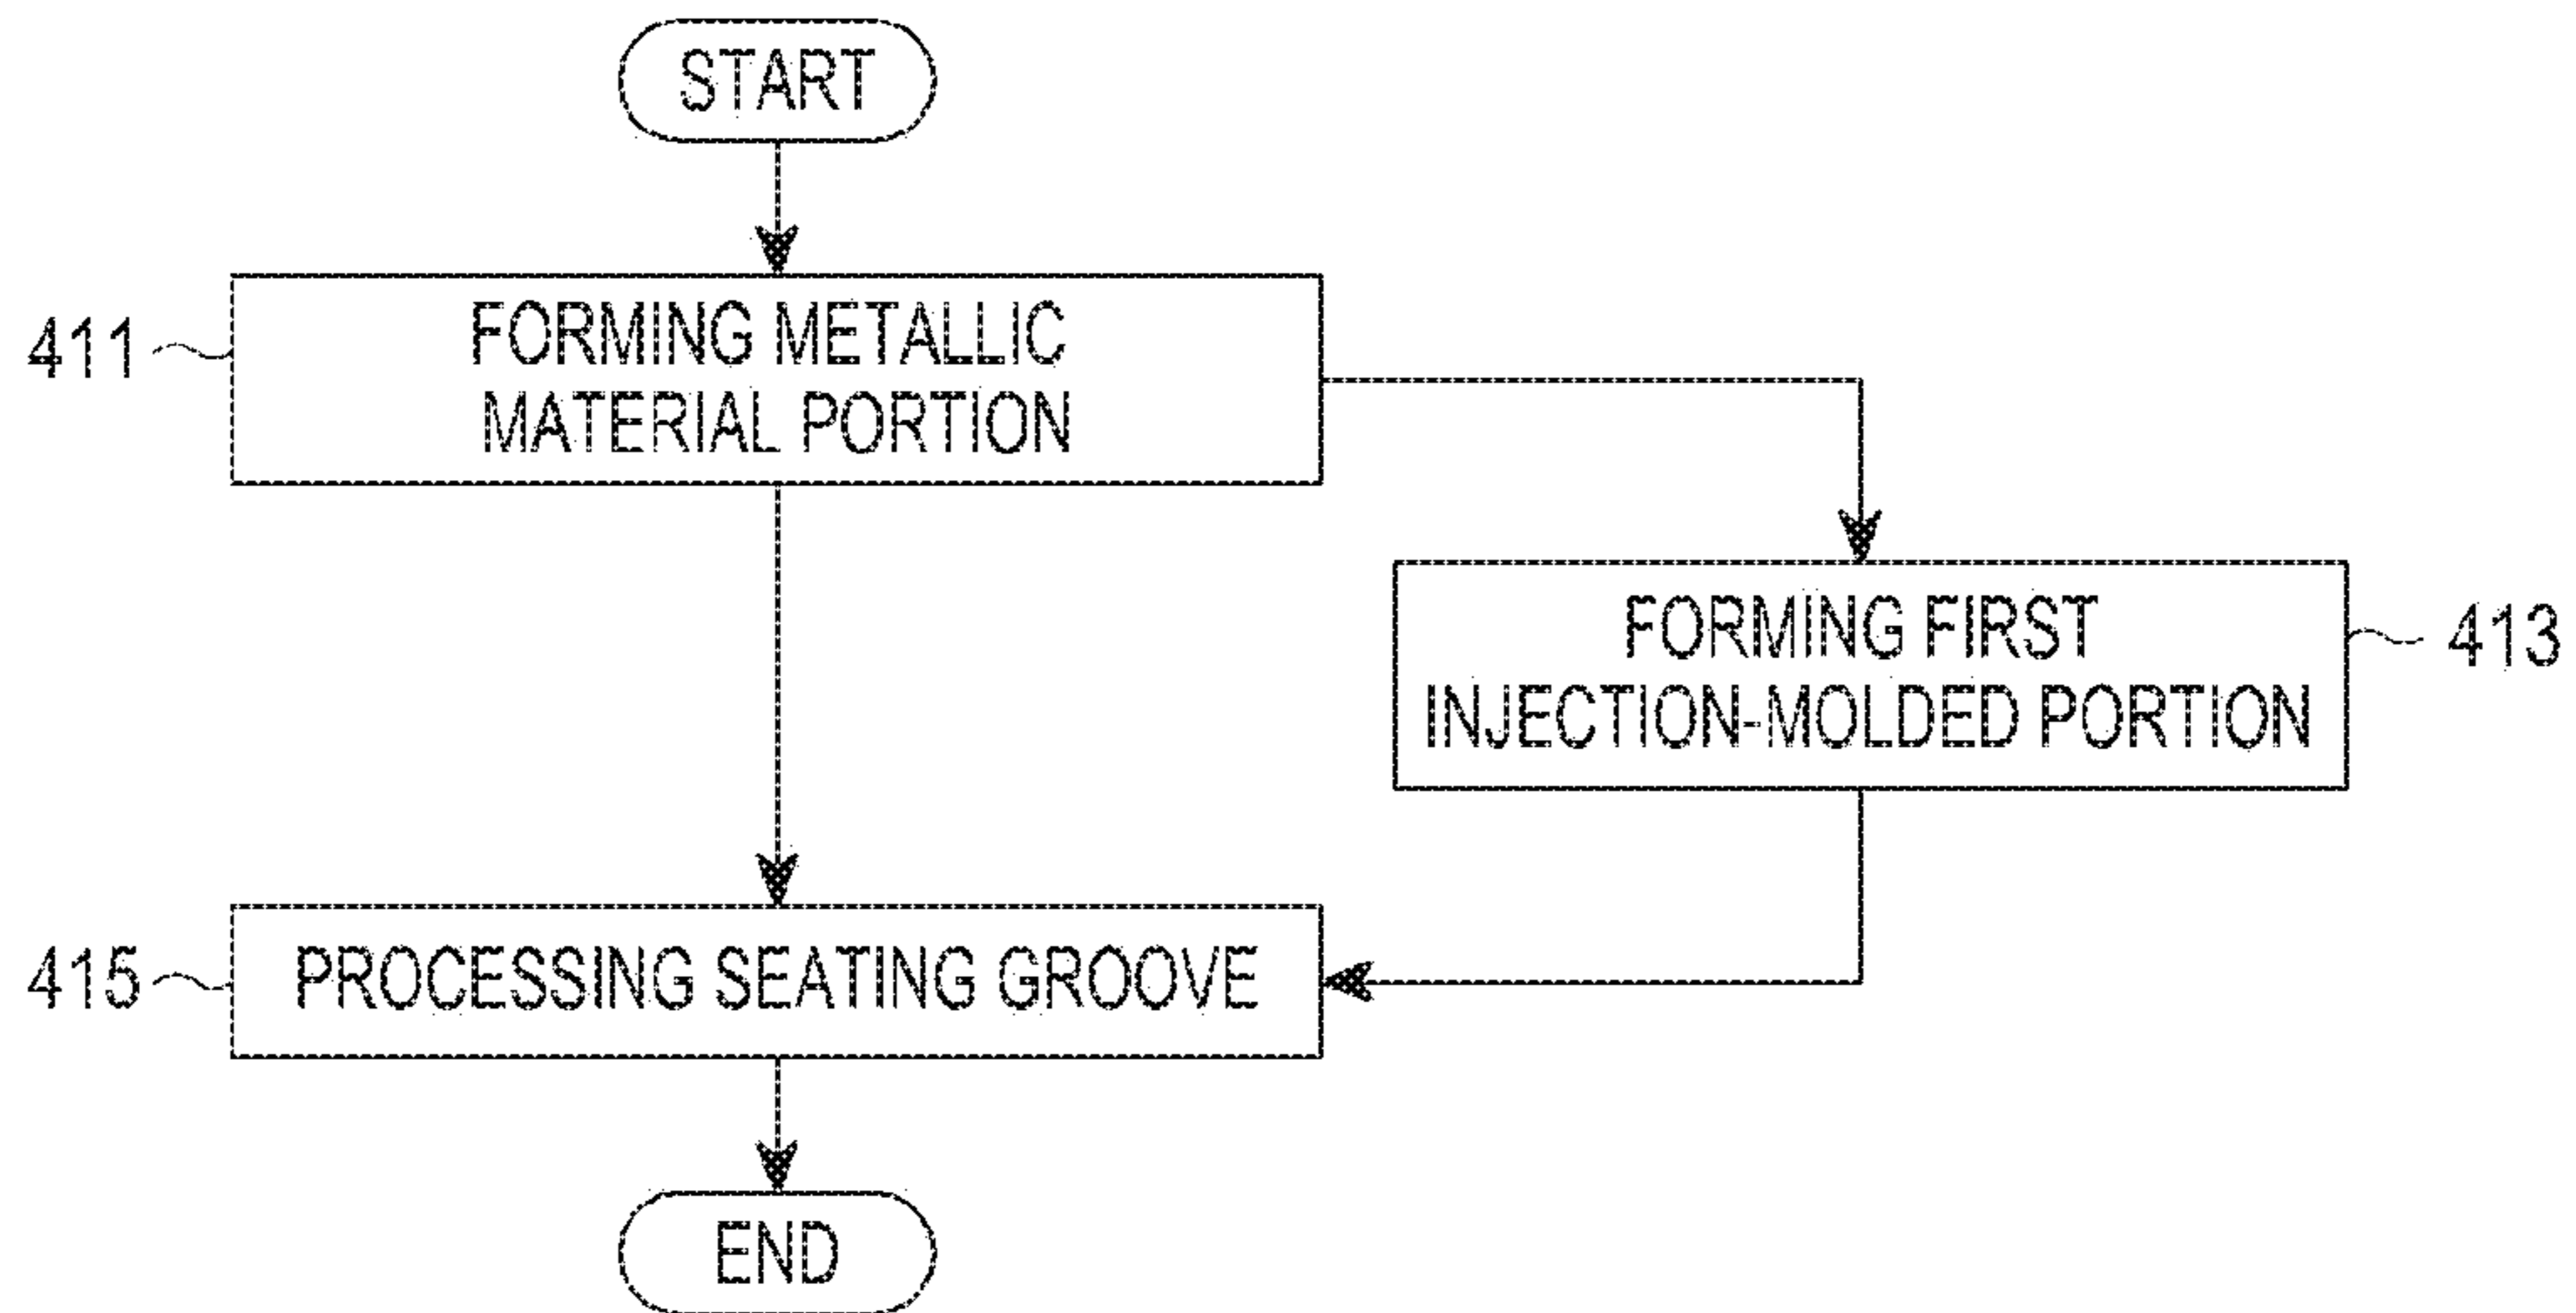 START
411
FORMING METALLIC
MATERIAL PORTION
FORMING FIRST
INJECTION-MOLDED PORTION
413
415
PROCESSING SEATING GROOVE
END